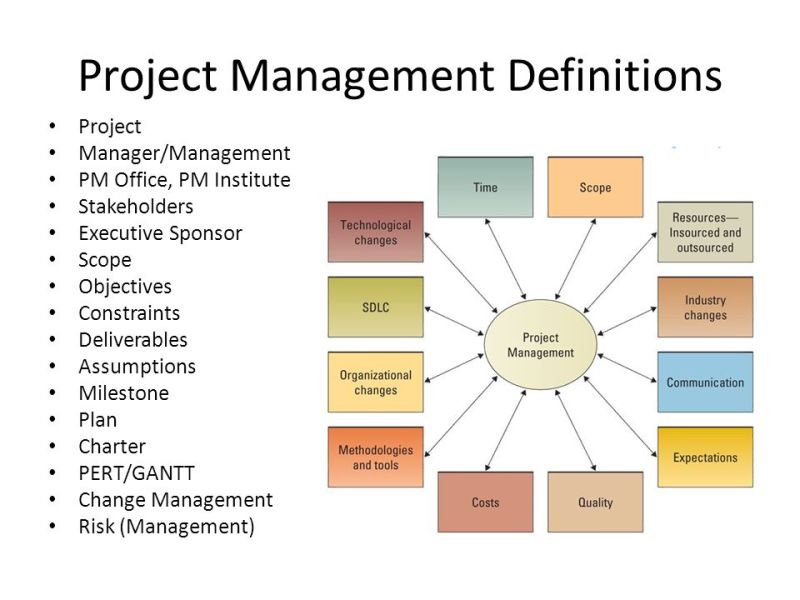 Project Management Definitions
• Project
• Manager/Management
• PM Office, PM Institute
• Stakeholders
• Executive Sponsor
• Scope
• Objectives
• Constraints
• Deliverables
• Assumptions
• Milestone
• Plan
• Charter
• PERT/GANTT
• Change Management
• Risk (Management)
Time
Scope
Technological
changes
Resources—
Insourced and
outsourced
SDLC
Industry
changes
Project
Management
Organizational
changes
Communication
Methodologies
and tools
Expectations
Costs
Quality